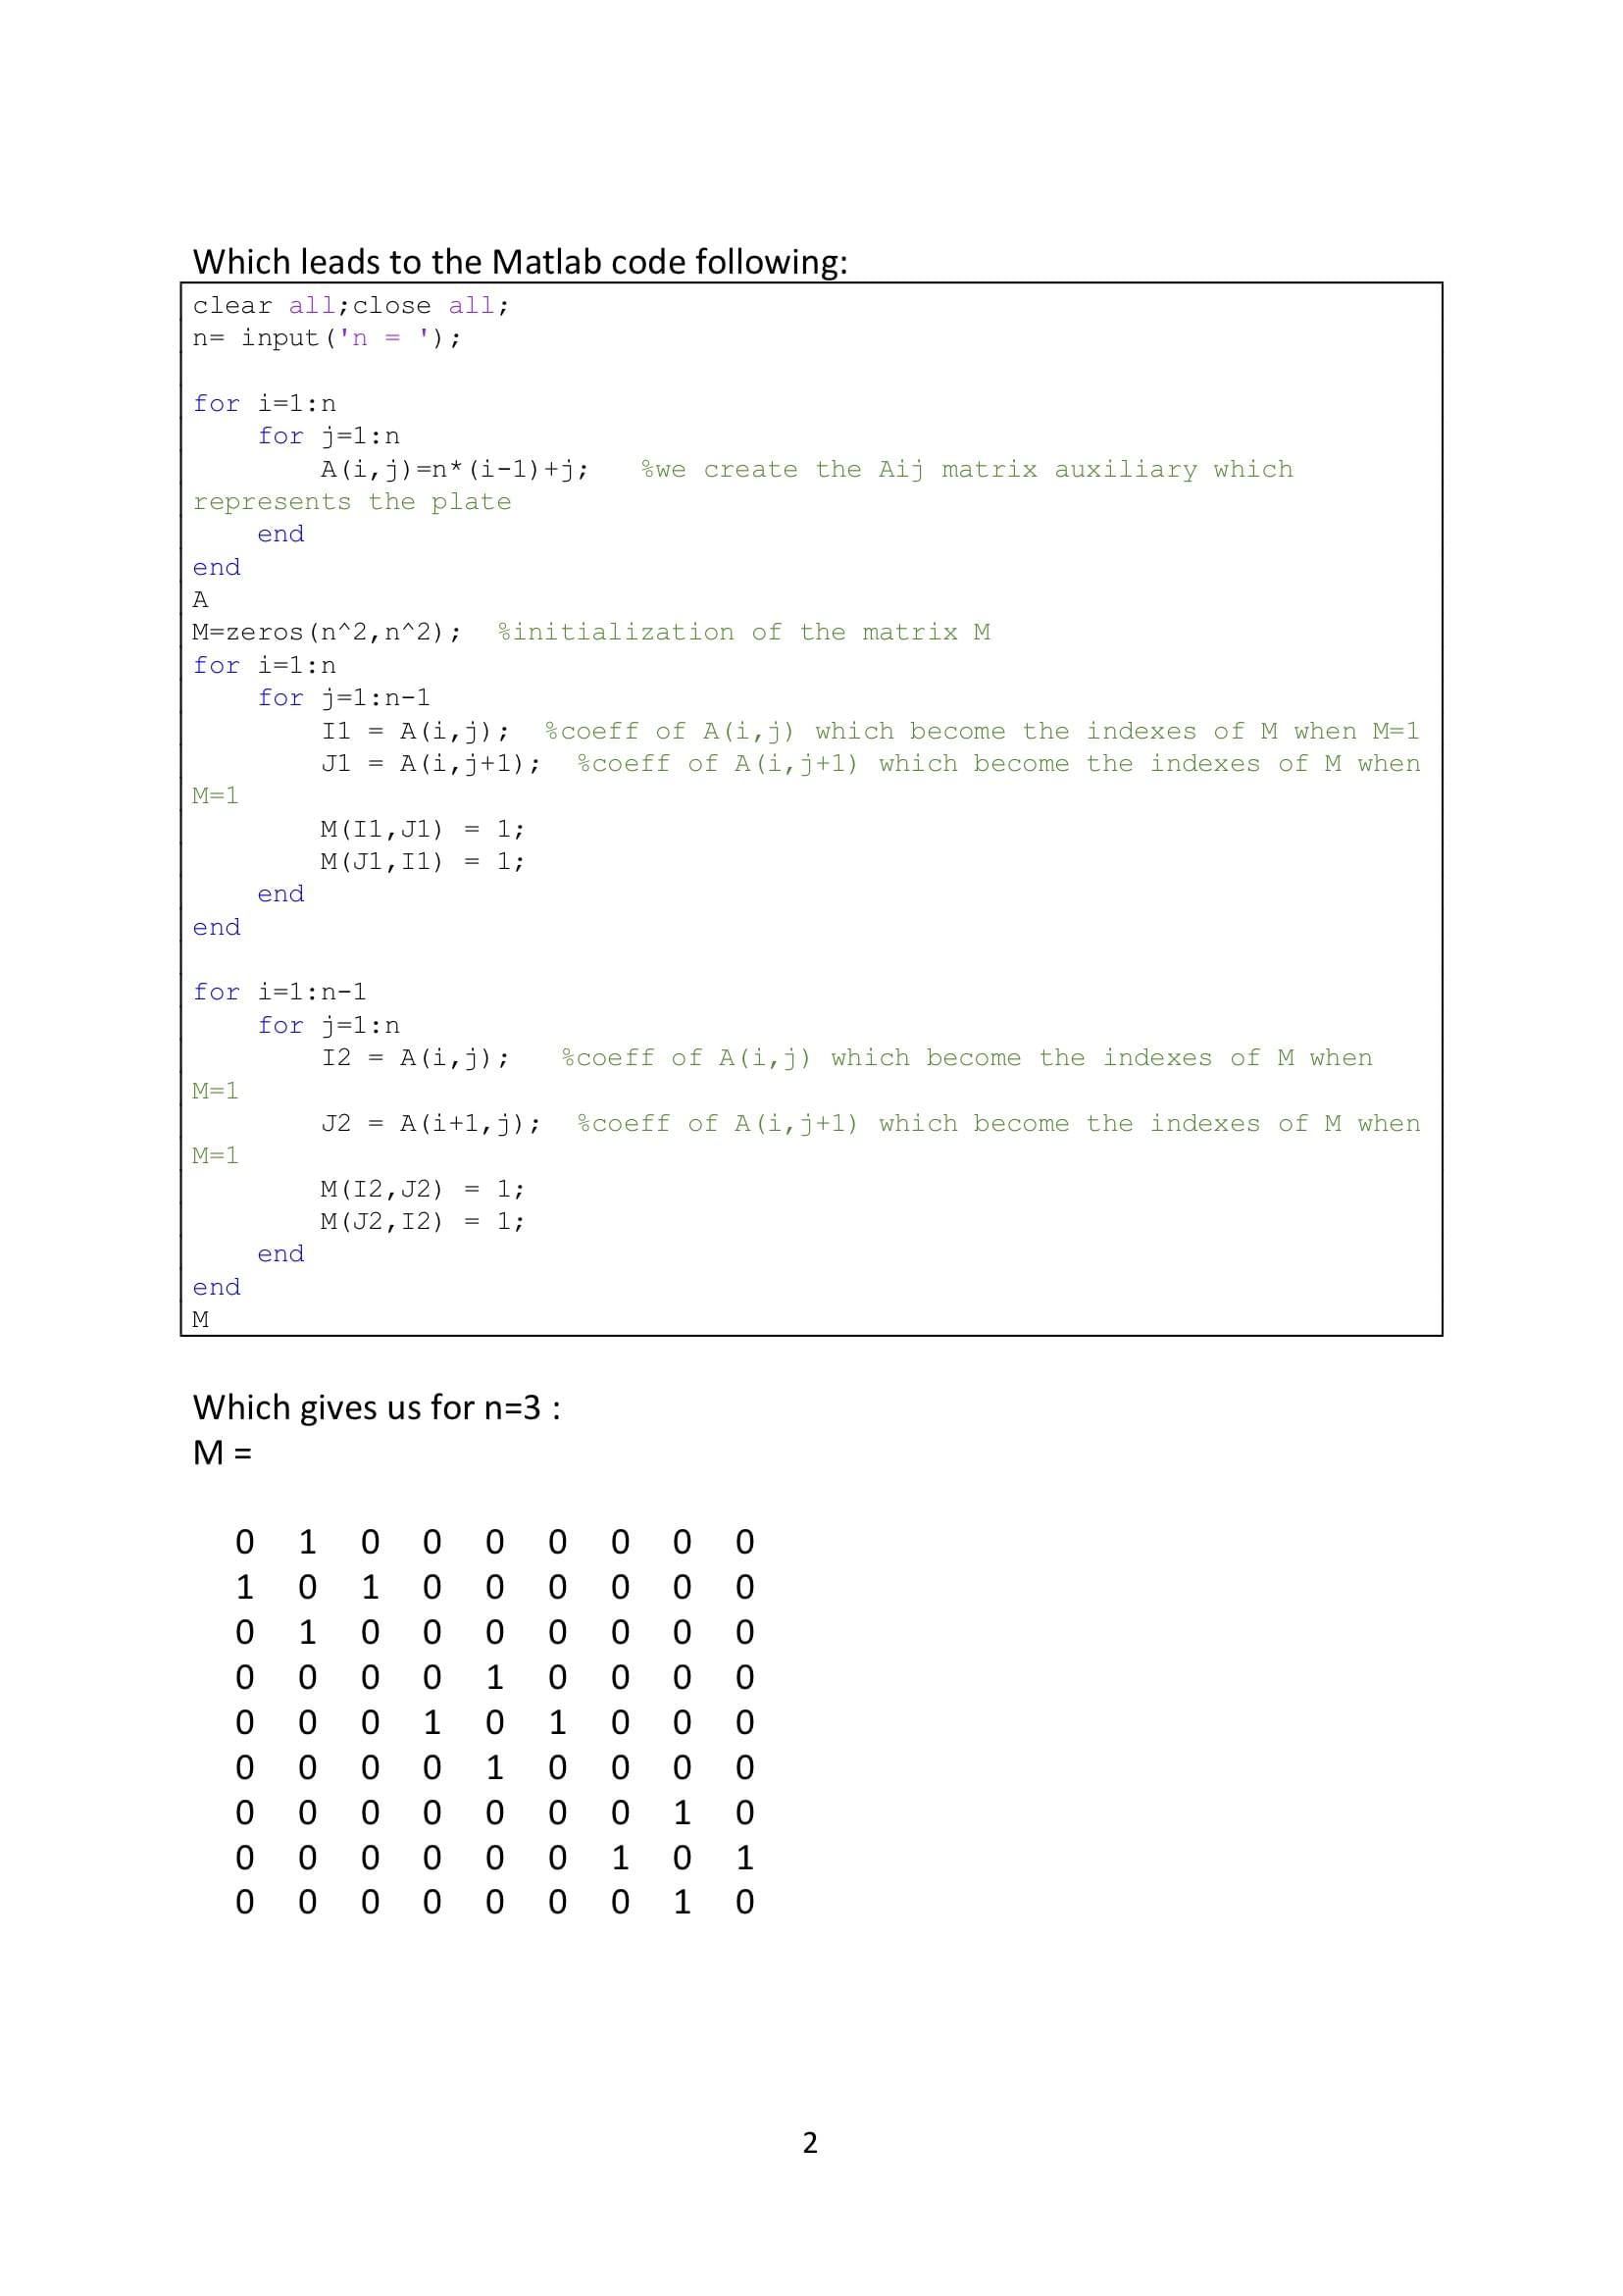 Which leads to the Matlab code following:
clear all;close all;
n= input('n = ');
for i=1:n
    for j=1:n
        A(i,j)=n*(i-1)+j;   %we create the Aij matrix auxiliary which
represents the plate
    end
end
A
M=zeros(n^2,n^2);  %initialization of the matrix M
for i=1:n
    for j=1:n-1
        I1 = A(i,j);  %coeff of A(i,j) which become the indexes of M when M=1
        J1 = A(i,j+1);  %coeff of A(i,j+1) which become the indexes of M when
M=1
        M(I1,J1) = 1;
        M(J1,I1) = 1;
    end
end
for i=1:n-1
    for j=1:n
        I2 = A(i,j);   %coeff of A(i,j) which become the indexes of M when
M=1
        J2 = A(i+1,j);  %coeff of A(i,j+1) which become the indexes of M when
M=1
        M(I2,J2) = 1;
        M(J2,I2) = 1;
    end
end
M
Which gives us for n=3 :
M =
0 1 0 0 0 0 0 0 0
1 0 1 0 0 0 0 0 0
0 1 0 0 0 0 0 0 0
0 0 0 0 1 0 0 0 0
0 0 0 1 0 1 0 0 0
0 0 0 0 1 0 0 0 0
0 0 0 0 0 0 0 1 0
0 0 0 0 0 0 1 0 1
0 0 0 0 0 0 0 1 0
2